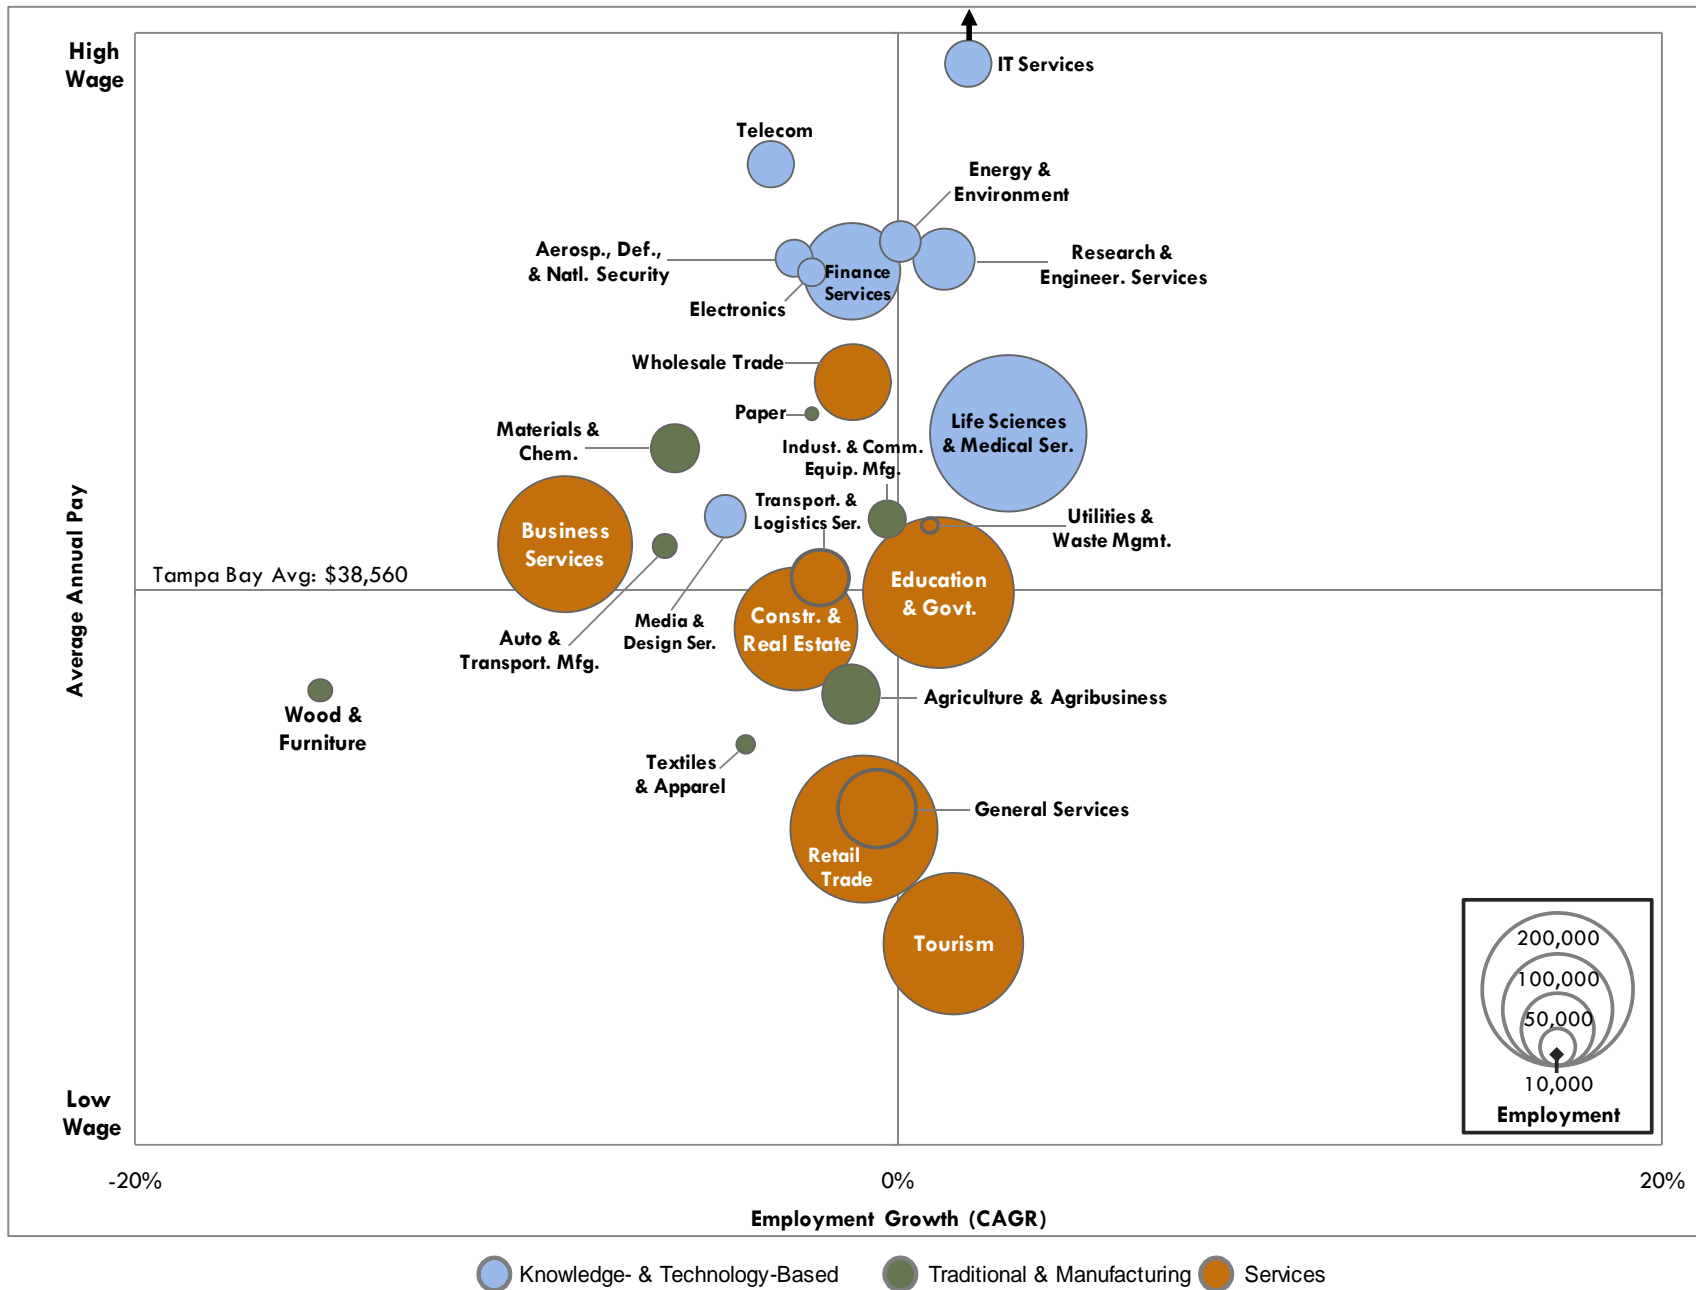 High
Wage
IT Services
Telecom
Energy &
Environment
Aerosp., Def.,
& Natl. Security
Research &
Engineer. Services
Finance
Services
Electronics
Wholesale Trade
Paper
Materials &
Chem.
Indust. & Comm.
Equip. Mfg.
Life Sciences
& Medical Ser.
Transport. &
Logistics Ser.
Business
Services
Utilities &
Waste Mgmt.
Average Annual Pay
Tampa Bay Avg: $38,560
Education
& Govt.
Constr. &
Real Estate
Media &
Design Ser.
Auto &
Transport. Mfg.
Agriculture & Agribusiness
Wood &
Furniture
Textiles
& Apparel
General Services
Retail
Trade
Tourism
200,000
100,000
50,000
10,000
Employment
Low
Wage
-20%
0%
20%
Employment Growth (CAGR)
Knowledge- & Technology-Based
Traditional & Manufacturing
Services